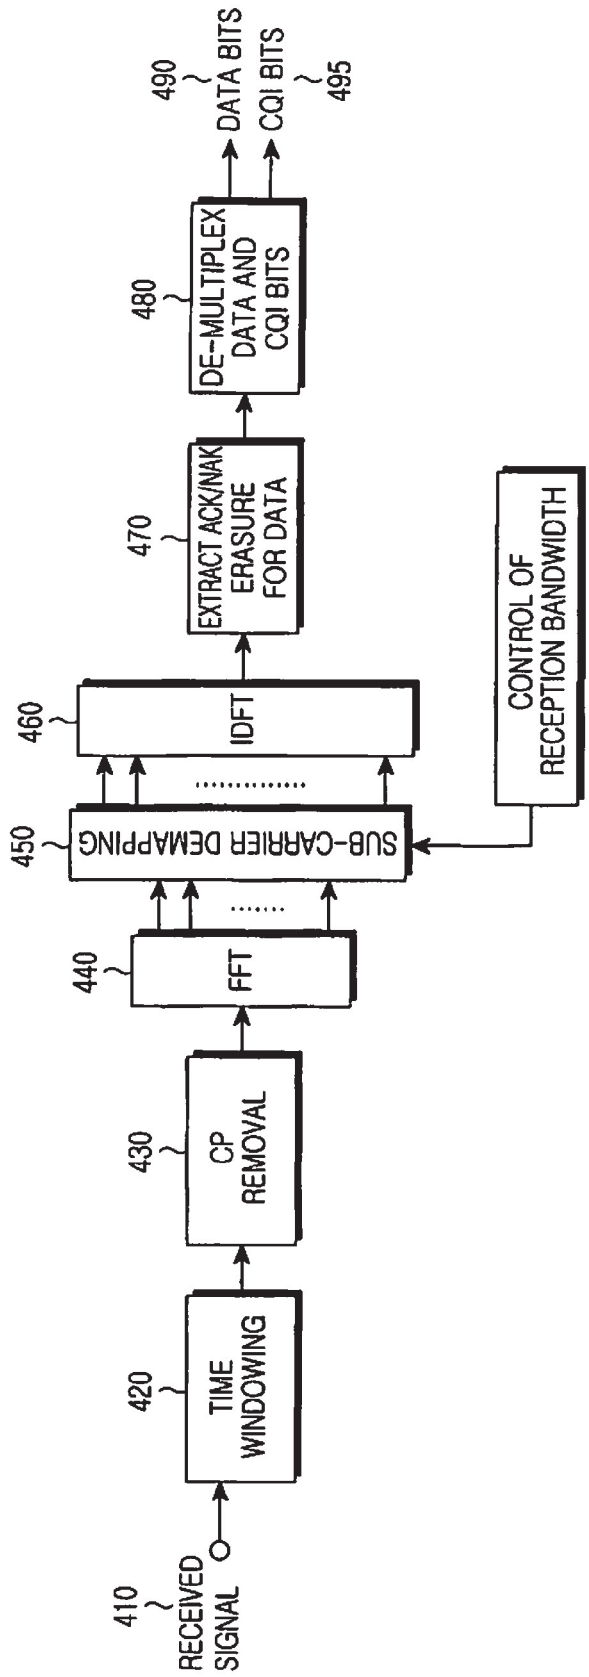 410
RECEIVED
SIGNAL
420
TIME
WINDOWING
430
CP
REMOVAL
440
FFT
450
SUB-CARRIER DEMAPPING
460
IDFT
470
EXTRACT ACK/NAK
ERASURE
FOR DATA
480
DE-MULTIPLEX
DATA AND
CQI BITS
490
DATA BITS
CQI BITS
495
CONTROL OF
RECEPTION BANDWIDTH